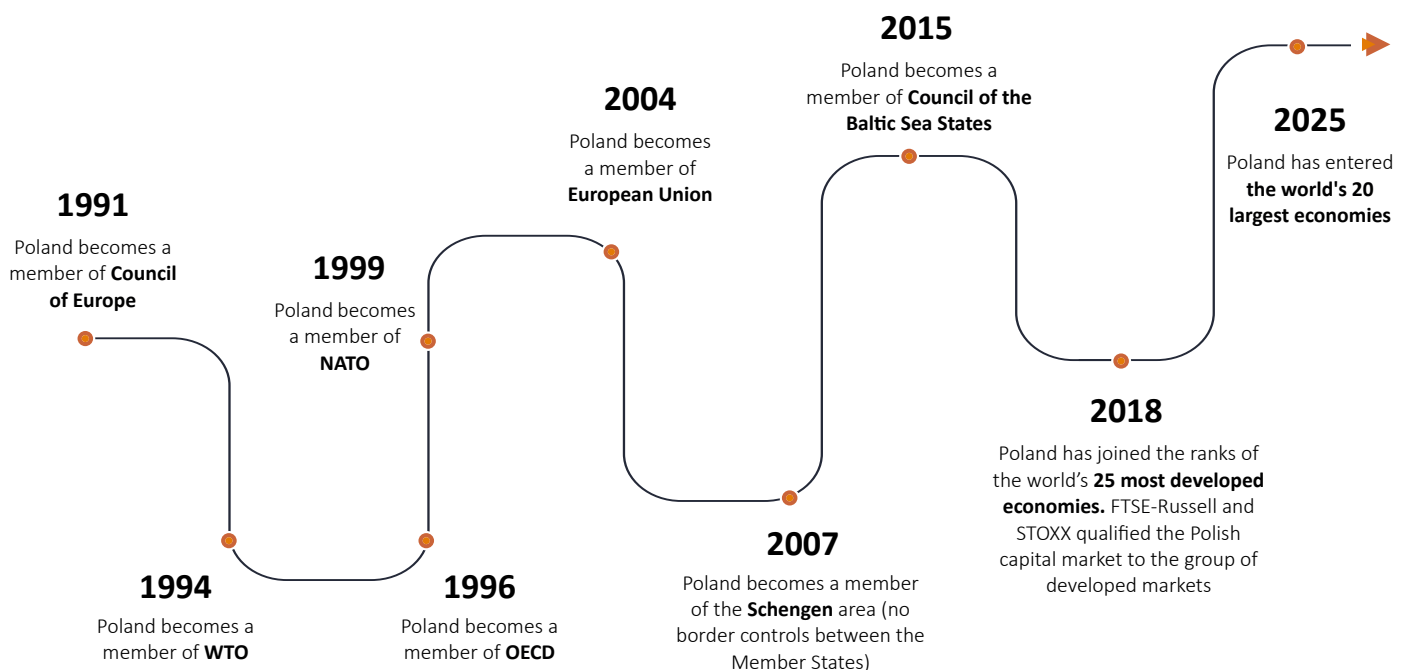 1991
Poland becomes a
member of Council
of Europe
1994
Poland becomes a
member of WTO
1996
Poland becomes a
member of OECD
1999
Poland becomes
a member of
NATO
2004
Poland becomes
a member of
European Union
2007
Poland becomes a member
of the Schengen area (no
border controls between the
Member States)
2015
Poland becomes a
member of Council of the
Baltic Sea States
2018
Poland has joined the ranks of
the world’s 25 most developed
economies. FTSE-Russell and
STOXX qualified the Polish
capital market to the group of
developed markets
2025
Poland has entered
the world's 20
largest economies